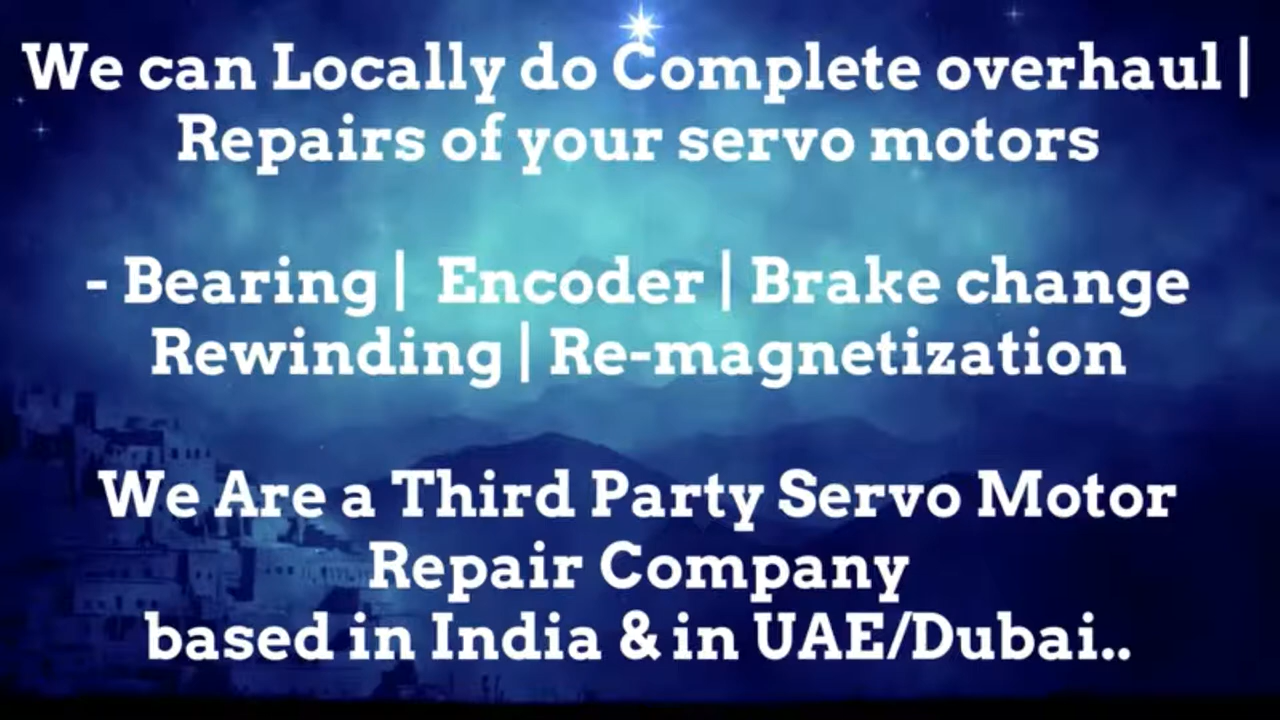 We can Locally do Complete overhaul |
Repairs of your servo motors
- Bearing | Encoder | Brake change
Rewinding | Re-magnetization
We Are a Third Party Servo Motor
Repair Company
based in India & in UAE/Dubai..